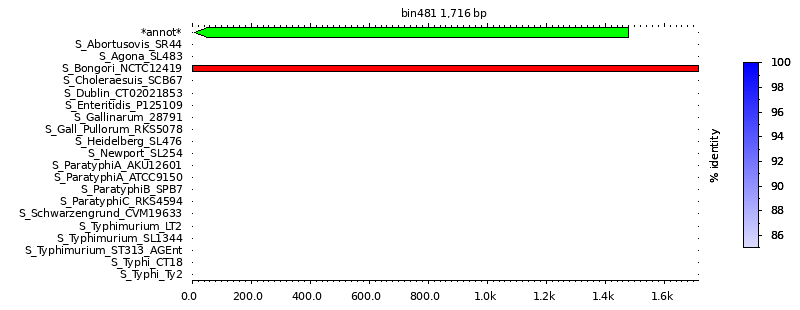 bin481 1,716 bp
*annot*
S_Abortusovis_SR44
S_Agona_SL483
S_Bongori_NCTC12419
S_Choleraesuis_SCB67
S_Dublin_CT02021853
S_Enteritidis_P125109
S_Gallinarum_28791
S_Gall_Pullorum_RKS5078
S_Heidelberg_SL476
S_Newport_SL254
S_ParatyphiA_AKU12601
S_ParatyphiA_ATCC9150
S_ParatyphiB_SPB7
S_ParatyphiC_RKS4594
S_Schwarzengrund_CVM19633
S_Typhimurium_LT2
S_Typhimurium_SL1344
S_Typhimurium_ST313_AGEnt
S_Typhi_CT18
S_Typhi_Ty2
0.0 200.0 400.0 600.0 800.0 1.0k 1.2k 1.4k 1.6k
% identity
100
98
96
94
92
90
88
86